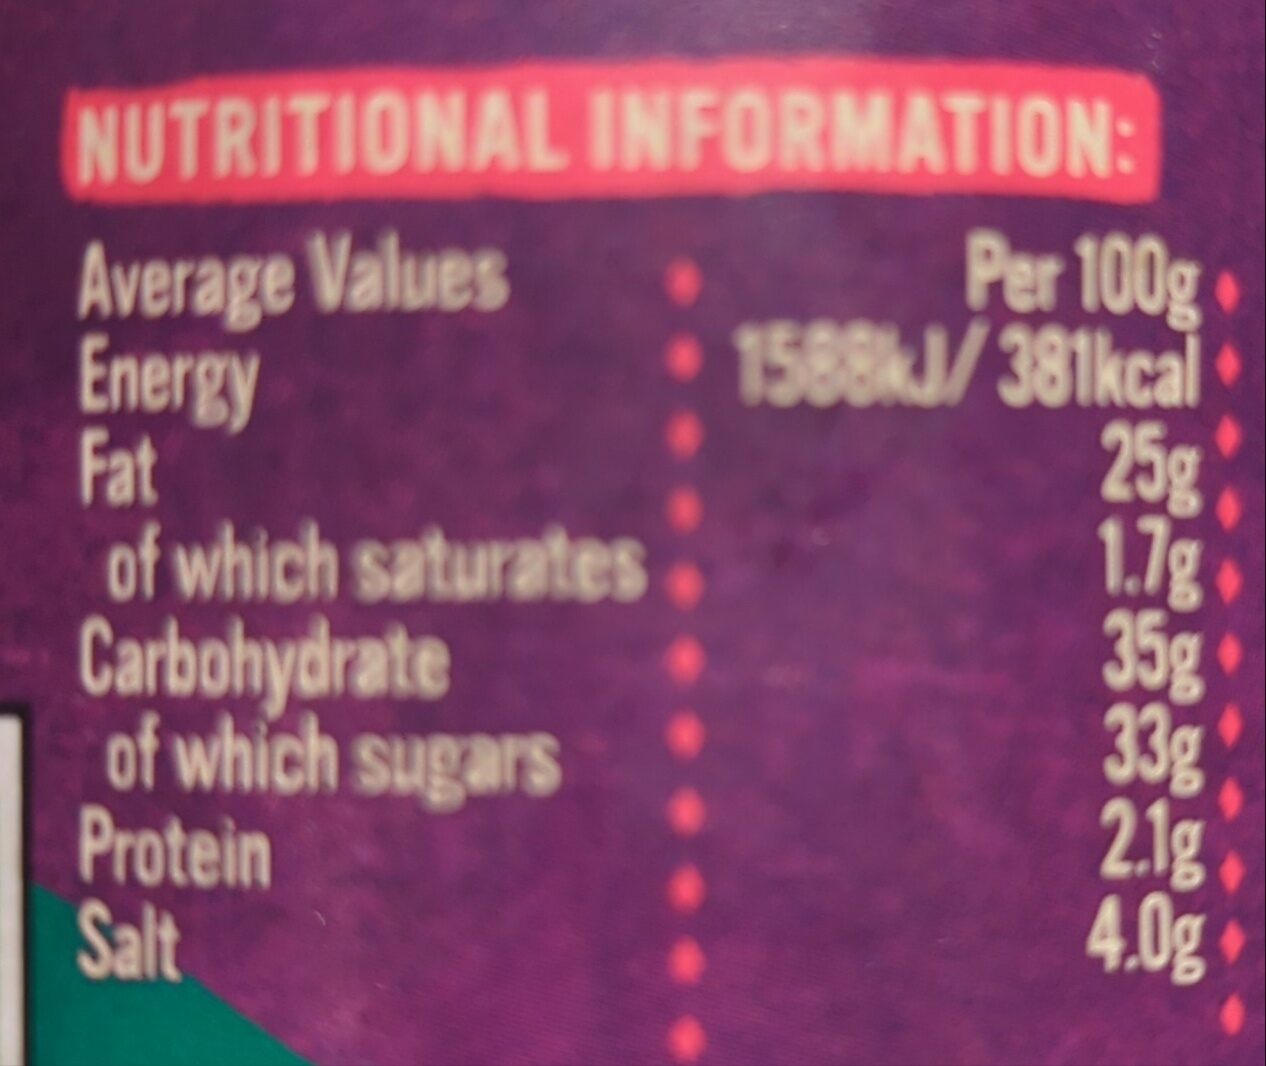 NUTRITIONAL INFORMATION:
Average Values Per 100g
Energy 1588kJ/ 381kcal
Fat 25g
of which saturates 1.7g
Carbohydrate 35g
of which sugars 33g
Protein 2.1g
Salt 4.0g